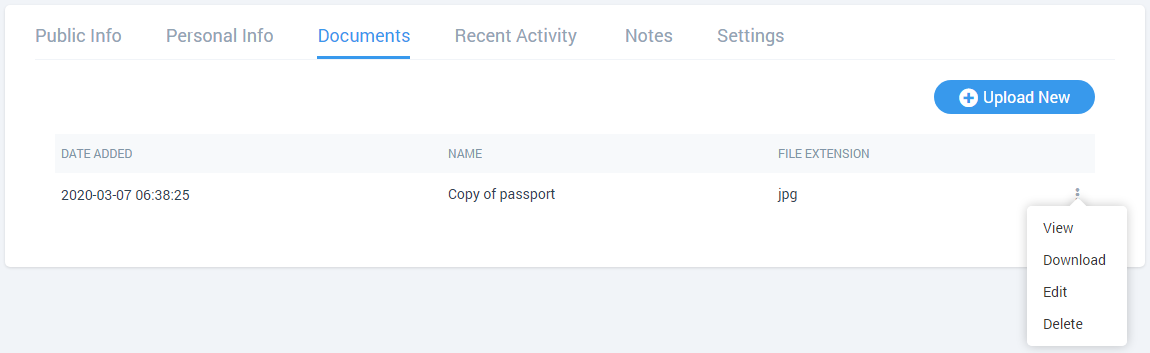 Public Info Personal Info Documents Recent Activity Notes Settings
Upload New
DATE ADDED NAME FILE EXTENSION
2020-03-07 06:38:25 Copy of passport jpg
View
Download
Edit
Delete